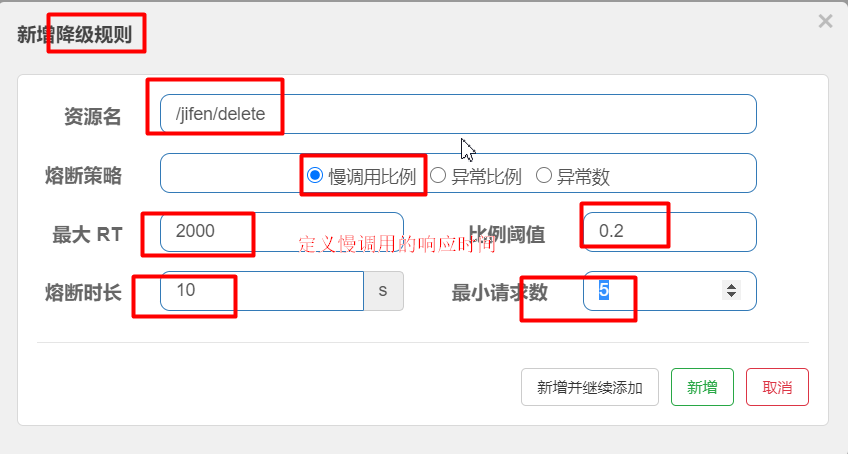 新增降级规则 ×
资源名 /jifen/delete
熔断策略 慢调用比例 异常比例 异常数
最大 RT 2000 比例阈值 0.2
定义慢调用的响应时间
熔断时长 10 s 最小请求数 5
新增并继续添加 新增 取消